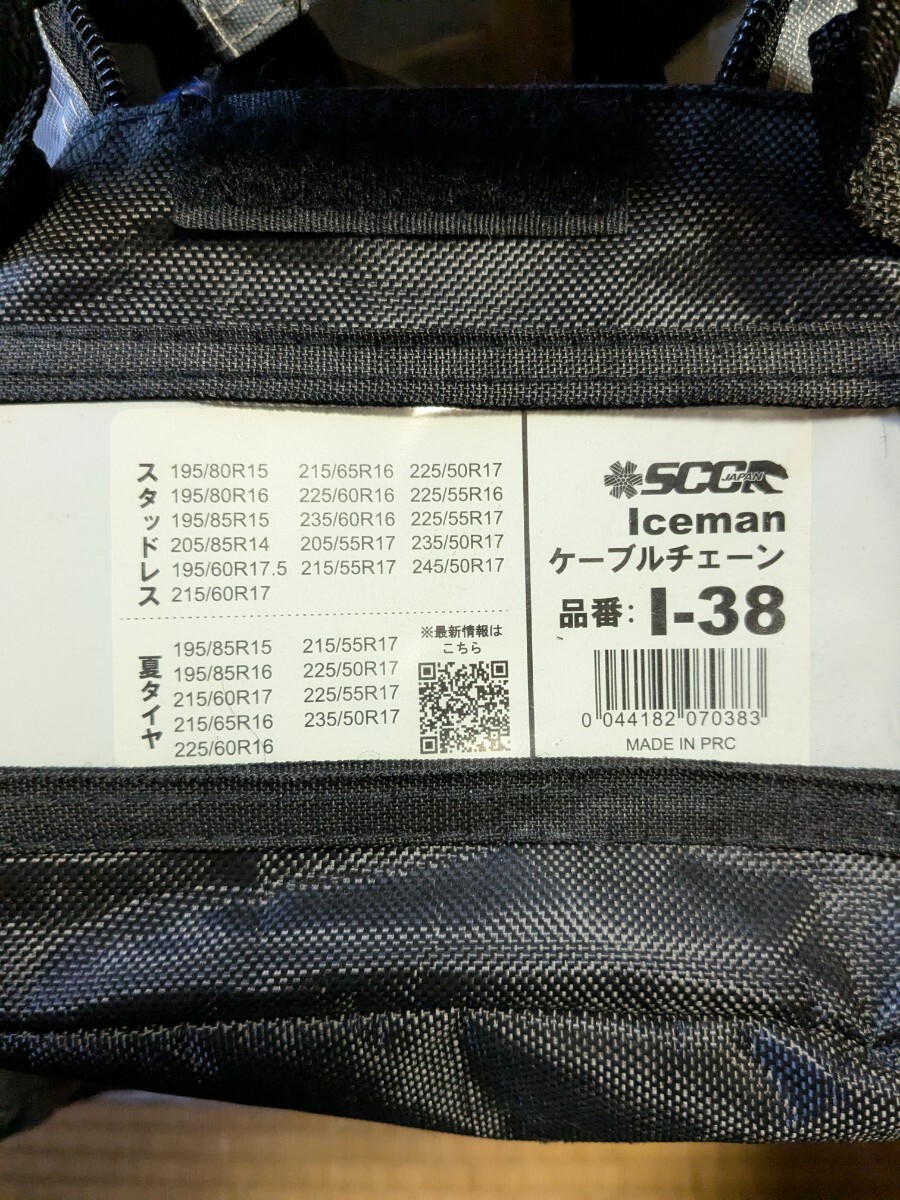 スタッドレス
195/80R15 215/65R16 225/50R17
195/80R16 225/60R16 225/55R16
195/85R15 235/60R16 225/55R17
205/85R14 205/55R17 235/50R17
195/60R17.5 215/55R17 245/50R17
215/60R17
夏タイヤ
195/85R15 215/55R17
195/85R16 225/50R17
215/60R17 225/55R17
215/65R16 235/50R17
225/60R16
※最新情報は
こちら
SCC
JAPAN
Iceman
ケーブルチェーン
品番: I-38
0 044182 070383
MADE IN PRC